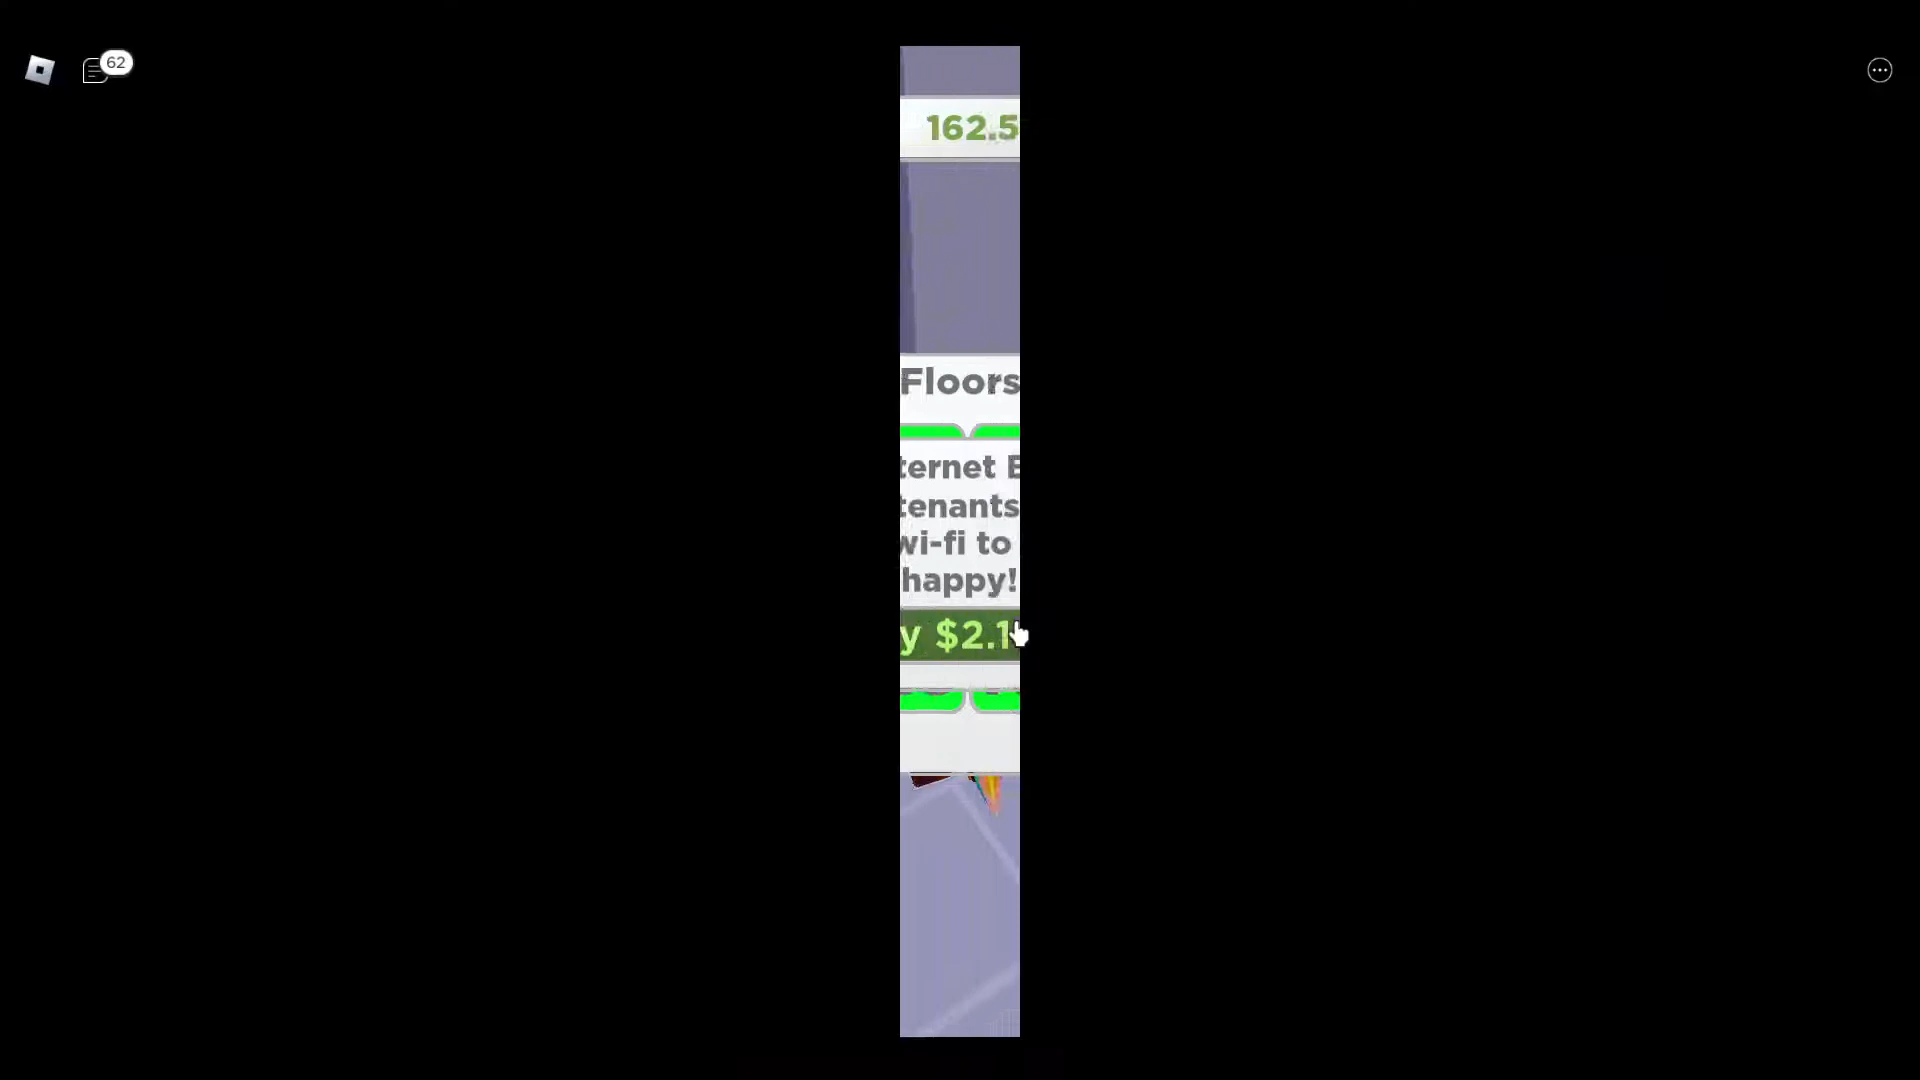 62
162.5
Floors
ternet
tenants
wi-fi to
happy!
y $2.1